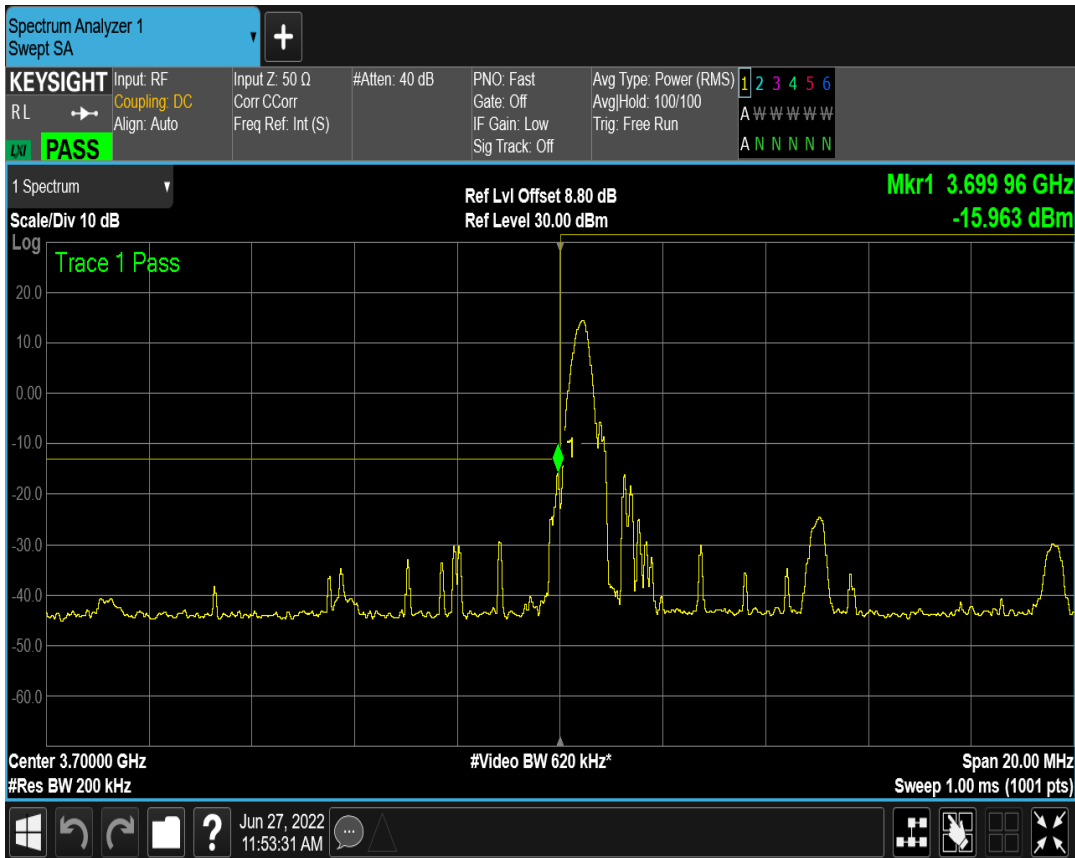 Spectrum Analyzer 1
Swept SA
+
KEYSIGHT
RL
LXI PASS
Input: RF
Coupling: DC
Align: Auto
Input Z: 50 Ω
Corr CCorr
Freq Ref: Int (S)
#Atten: 40 dB
PNO: Fast
Gate: Off
IF Gain: Low
Sig Track: Off
Avg Type: Power (RMS)
Avg|Hold: 100/100
Trig: Free Run
1 2 3 4 5 6
A W W W W W
A N N N N N
1 Spectrum
Scale/Div 10 dB
Ref Lvl Offset 8.80 dB
Ref Level 30.00 dBm
Mkr1 3.699 96 GHz
-15.963 dBm
Log
Trace 1 Pass
20.0
10.0
0.00
-10.0
1
-20.0
-30.0
-40.0
-50.0
-60.0
Center 3.70000 GHz
#Res BW 200 kHz
#Video BW 620 kHz*
Span 20.00 MHz
Sweep 1.00 ms (1001 pts)
?
Jun 27, 2022
11:53:31 AM